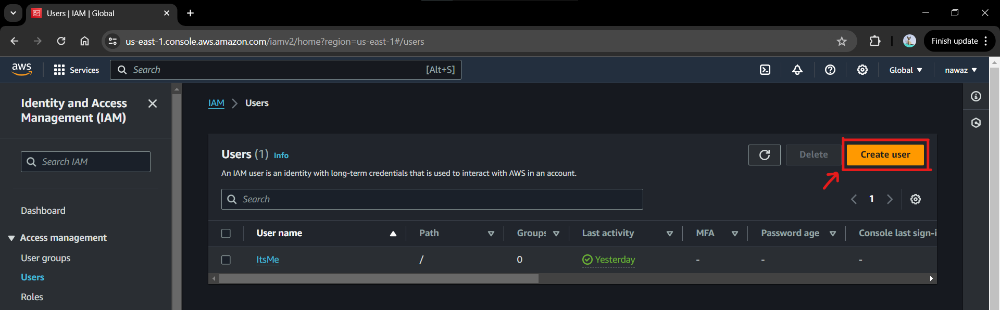 Users | IAM | Global
us-east-1.console.aws.amazon.com/iamv2/home?region=us-east-1#/users
Finish update
aws
Services
Search
[Alt+S]
Global
nawaz
Identity and Access
Management (IAM)
Search IAM
Dashboard
Access management
User groups
Users
Roles
IAM
Users
Users (1) Info
Delete
Create user
An IAM user is an identity with long-term credentials that is used to interact with AWS in an account.
Search
1
User name Path Groups Last activity MFA Password age Console last sign-i
ItsMe / 0 Yesterday - - -